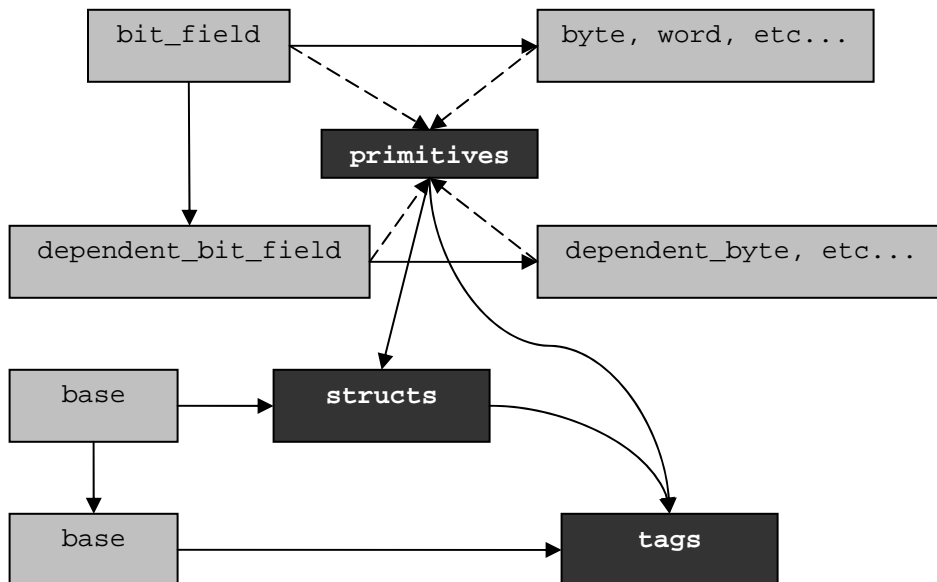 bit_field
byte, word, etc...
primitives
dependent_bit_field
dependent_byte, etc...
base
structs
base
tags